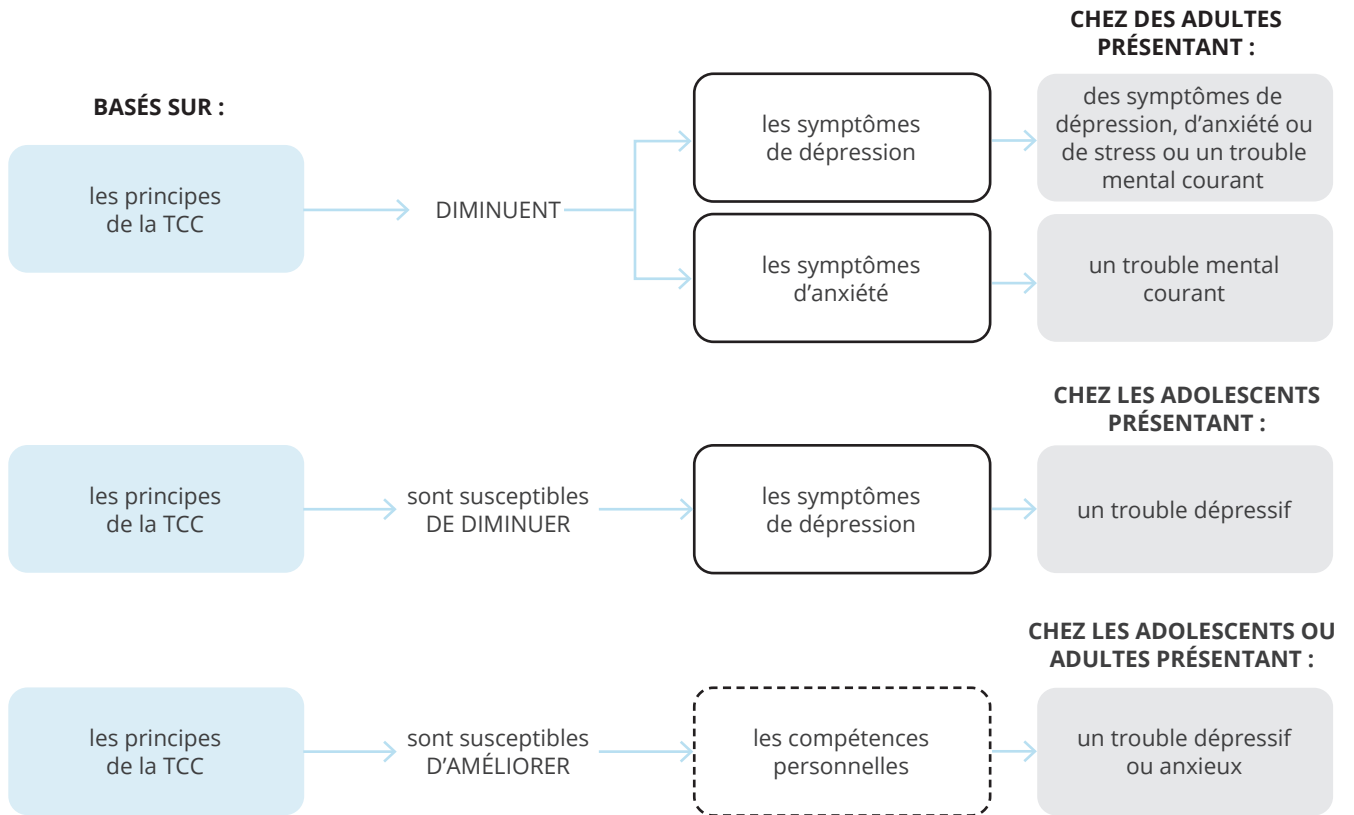 CHEZ DES ADULTES
PRÉSENTANT :
BASÉS SUR :
les principes
de la TCC
DIMINUENT
les symptômes
de dépression
des symptômes de
dépression, d’anxiété ou
de stress ou un trouble
mental courant
les symptômes
d’anxiété
un trouble mental
courant
CHEZ LES ADOLESCENTS
PRÉSENTANT :
les principes
de la TCC
sont susceptibles
DE DIMINUER
les symptômes
de dépression
un trouble dépressif
CHEZ LES ADOLESCENTS OU
ADULTES PRÉSENTANT :
les principes
de la TCC
sont susceptibles
D’AMÉLIORER
les compétences
personnelles
un trouble dépressif
ou anxieux